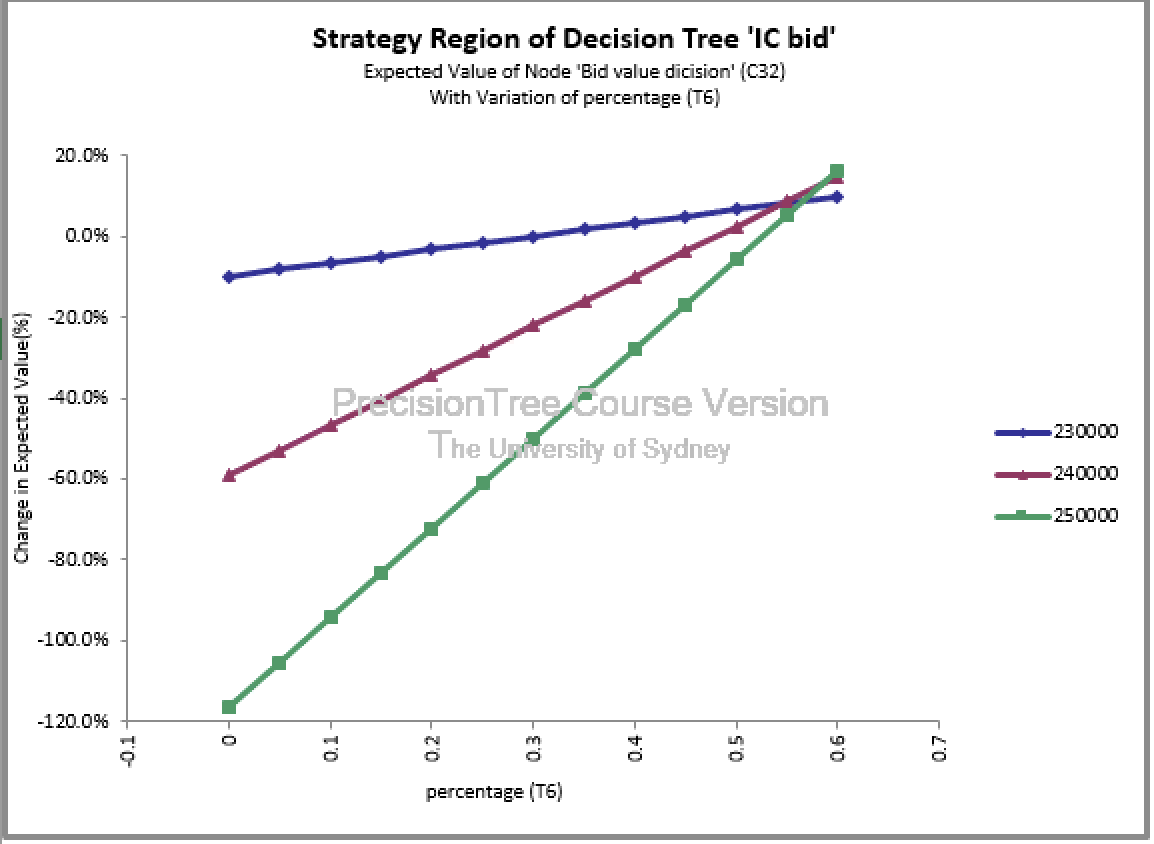 Strategy Region of Decision Tree 'IC bid'
Expected Value of Node 'Bid value dicision' (C32)
With Variation of percentage (T6)
20.0%
0.0%
-20.0%
-40.0%
-60.0%
-80.0%
-100.0%
-120.0%
Change in Expected Value(%)
PrecisionTree Course Version
The University of Sydney
230000
240000
250000
-0.1
0
0.1
0.2
0.3
0.4
0.5
0.6
0.7
percentage (T6)